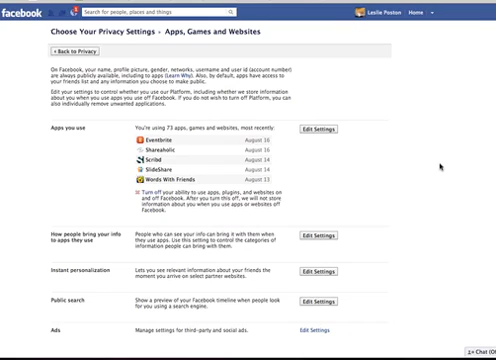 facebook
Search for people, places and things
Leslie Poston Home
Choose Your Privacy Settings ▸ Apps, Games and Websites
Back to Privacy
On Facebook, your name, profile picture, gender, networks, username and user id (account number)
are always publicly available, including to apps (Learn Why). Also, by default, apps have access to
your friends list and any information you choose to make public.
Edit your settings to control whether you use our Platform, including whether we store information
about you when you use apps you off Facebook. If you do not wish to turn off Platform, you can
also individually remove unwanted applications.
Apps you use
You're using 73 apps, games and websites, most recently:
Edit Settings
Eventbrite August 16
Shareaholic August 16
Scribd August 14
SlideShare August 14
Words With Friends August 13
Turn off your ability to use apps, plugins, and websites on
and off Facebook. After you turn this off, we will not store
information about you when you use apps or websites off
Facebook.
How people bring your info
to apps they use
People who can see your info can bring it with them when
they use apps. Use this setting to control the categories of
information people can bring with them.
Edit Settings
Instant personalization
Lets you see relevant information about your friends the
moment you arrive on select partner websites.
Edit Settings
Public search
Show a preview of your Facebook timeline when people look
for you using a search engine.
Edit Settings
Ads
Manage settings for third-party and social ads.
Edit Settings
Chat